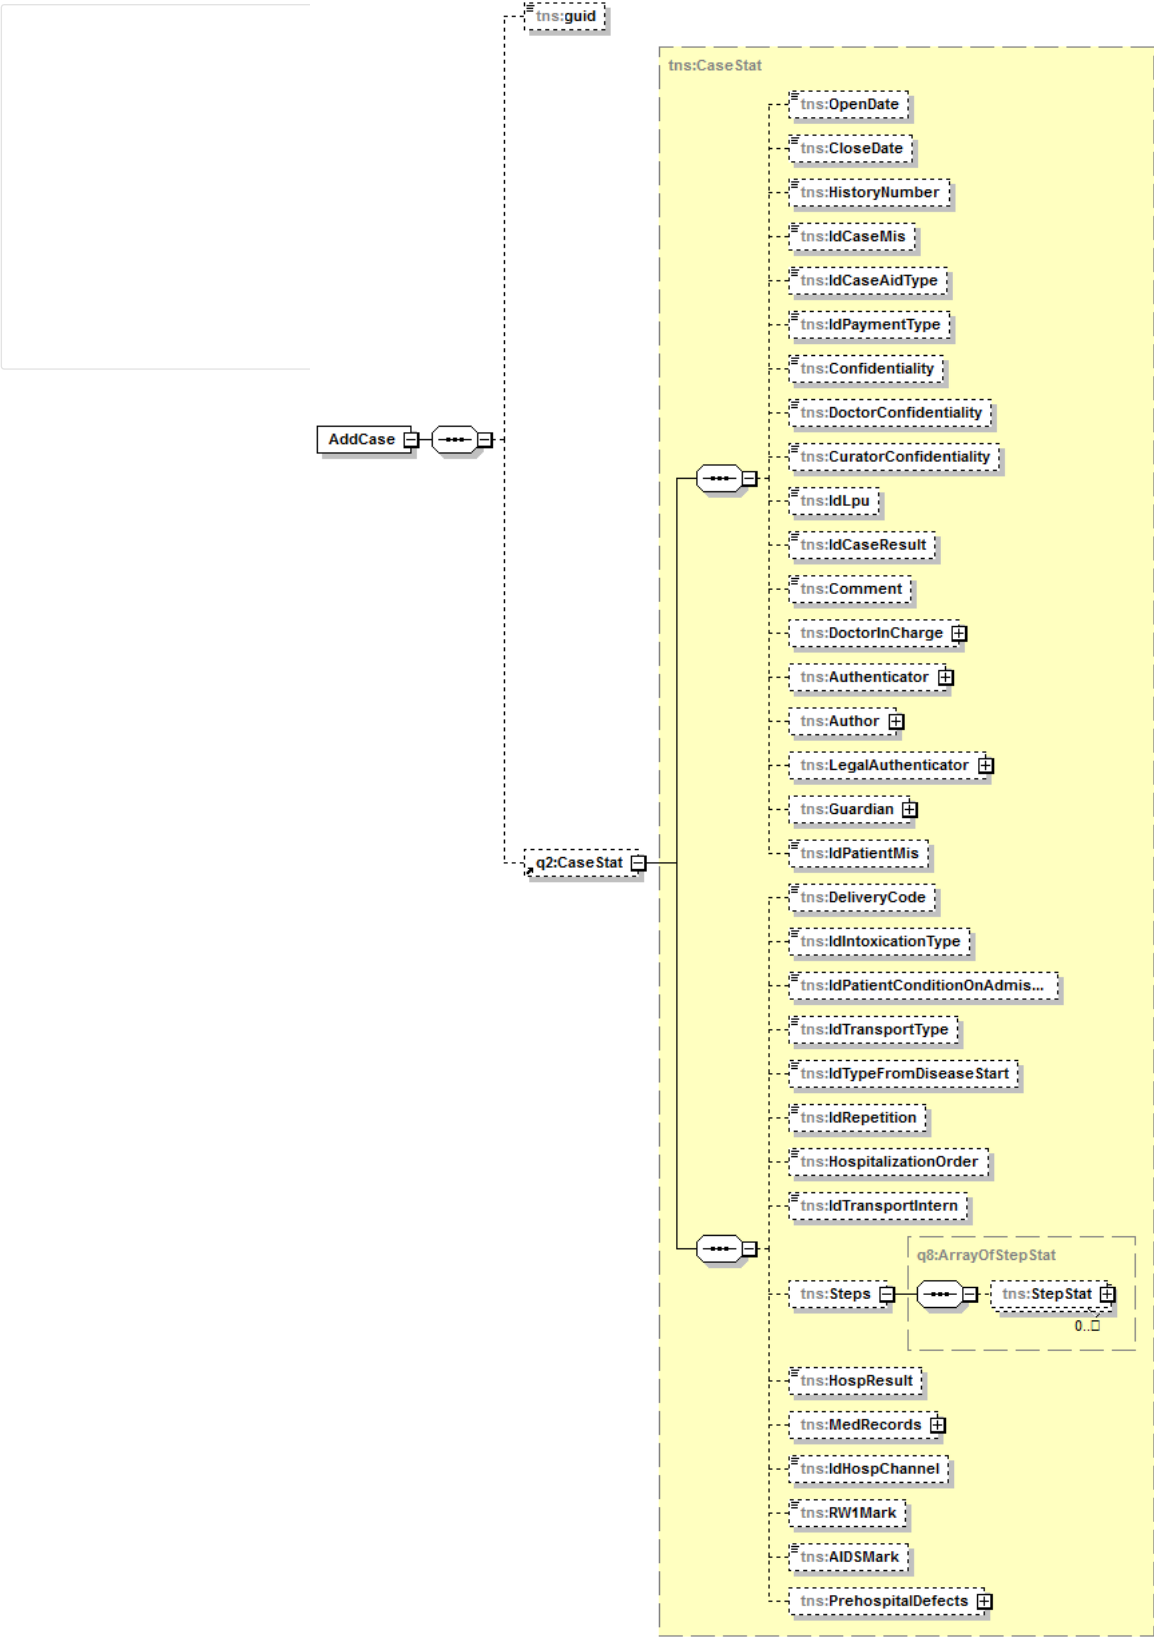 tns:guid
tns:CaseStat
tns:OpenDate
tns:CloseDate
tns:HistoryNumber
tns:IdCaseMis
tns:IdCaseAidType
tns:IdPaymentType
tns:Confidentiality
tns:DoctorConfidentiality
AddCase
tns:CuratorConfidentiality
tns:IdLpu
tns:IdCaseResult
tns:Comment
tns:DoctorInCharge
tns:Authenticator
tns:Author
tns:LegalAuthenticator
tns:Guardian
tns:IdPatientMis
q2:CaseStat
tns:DeliveryCode
tns:IdIntoxicationType
tns:IdPatientConditionOnAdmis...
tns:IdTransportType
tns:IdTypeFromDiseaseStart
tns:IdRepetition
tns:HospitalizationOrder
tns:IdTransportIntern
q8:ArrayOfStepStat
tns:Steps
tns:StepStat
0..□
tns:HospResult
tns:MedRecords
tns:IdHospChannel
tns:RW1Mark
tns:AIDSMark
tns:PrehospitalDefects